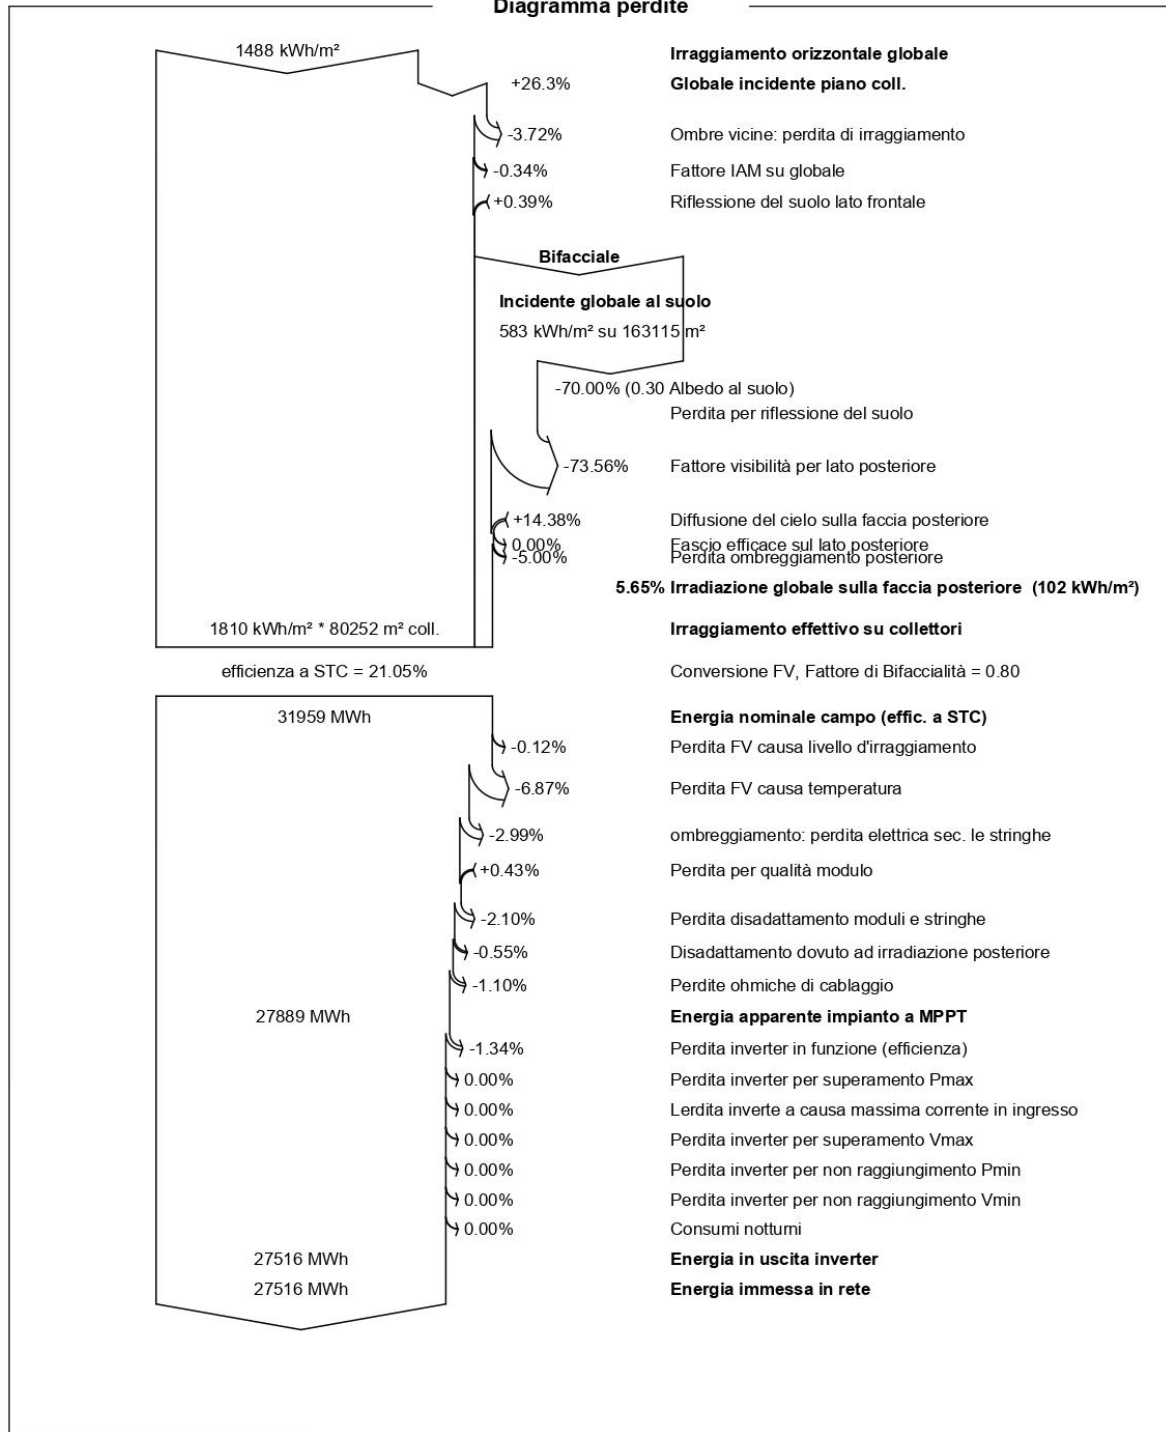 Diagramma perdite
1488 kWh/m² Irraggiamento orizzontale globale
+26.3% Globale incidente piano coll.
-3.72% Ombre vicine: perdita di irraggiamento
-0.34% Fattore IAM su globale
+0.39% Riflessione del suolo lato frontale
Bifacciale
Incidente globale al suolo
583 kWh/m² su 163115 m²
-70.00% (0.30 Albedo al suolo)
Perdita per riflessione del suolo
-73.56% Fattore visibilità per lato posteriore
+14.38% Diffusione del cielo sulla faccia posteriore
0.00% Fascio efficace sul lato posteriore
-5.00% Perdita ombreggiamento posteriore
5.65% Irradiazione globale sulla faccia posteriore (102 kWh/m²)
1810 kWh/m² * 80252 m² coll. Irraggiamento effettivo su collettori
efficienza a STC = 21.05% Conversione FV, Fattore di Bifaccialità = 0.80
31959 MWh Energia nominale campo (effic. a STC)
-0.12% Perdita FV causa livello d'irraggiamento
-6.87% Perdita FV causa temperatura
-2.99% ombreggiamento: perdita elettrica sec. le stringhe
+0.43% Perdita per qualità modulo
-2.10% Perdita disadattamento moduli e stringhe
-0.55% Disadattamento dovuto ad irradiazione posteriore
-1.10% Perdite ohmiche di cablaggio
27889 MWh Energia apparente impianto a MPPT
-1.34% Perdita inverter in funzione (efficienza)
0.00% Perdita inverter per superamento Pmax
0.00% Lerdita inverte a causa massima corrente in ingresso
0.00% Perdita inverter per superamento Vmax
0.00% Perdita inverter per non raggiungimento Pmin
0.00% Perdita inverter per non raggiungimento Vmin
0.00% Consumi notturni
27516 MWh Energia in uscita inverter
27516 MWh Energia immessa in rete